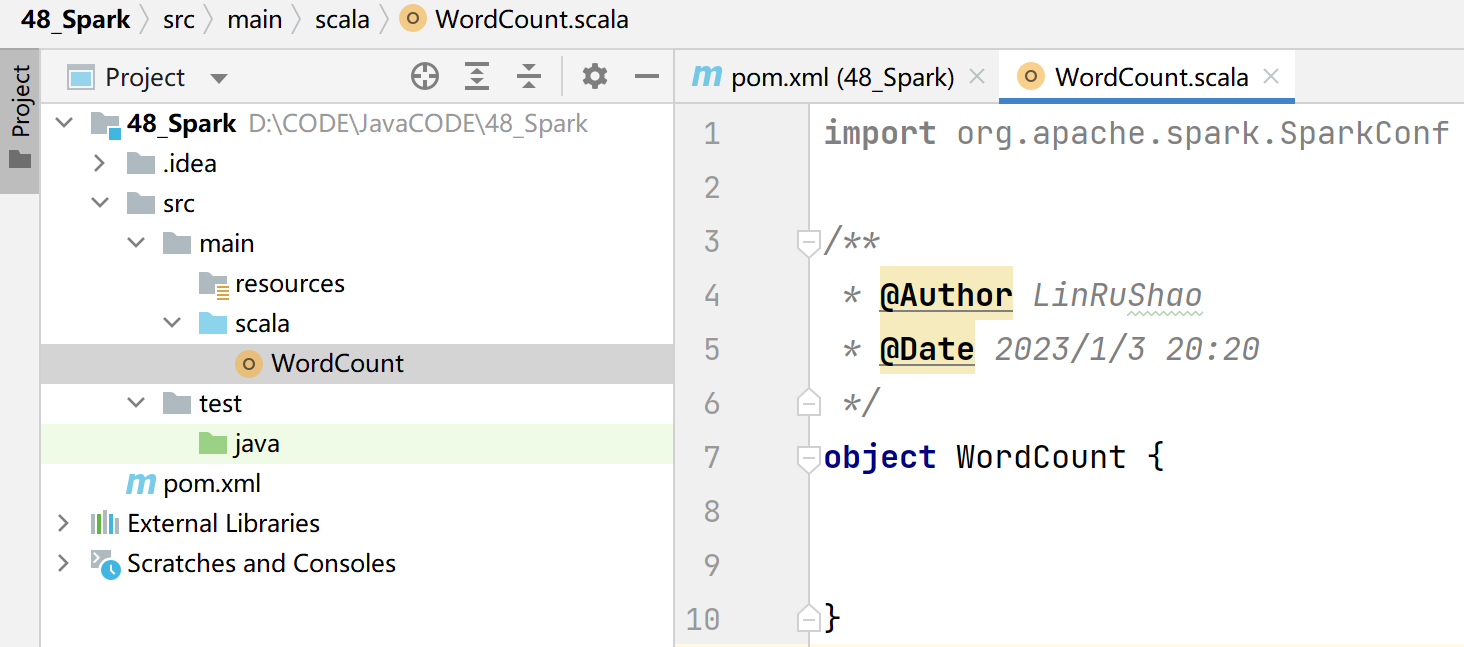 48_Spark src main scala WordCount.scala
Project
Project
pom.xml (48_Spark) WordCount.scala
48_Spark D:\CODE\JavaCODE\48_Spark
.idea
src
main
resources
scala
WordCount
test
java
pom.xml
External Libraries
Scratches and Consoles
1 import org.apache.spark.SparkConf
2
3 /**
4 * @Author LinRuShao
5 * @Date 2023/1/3 20:20
6 */
7 object WordCount {
8
9
10 }